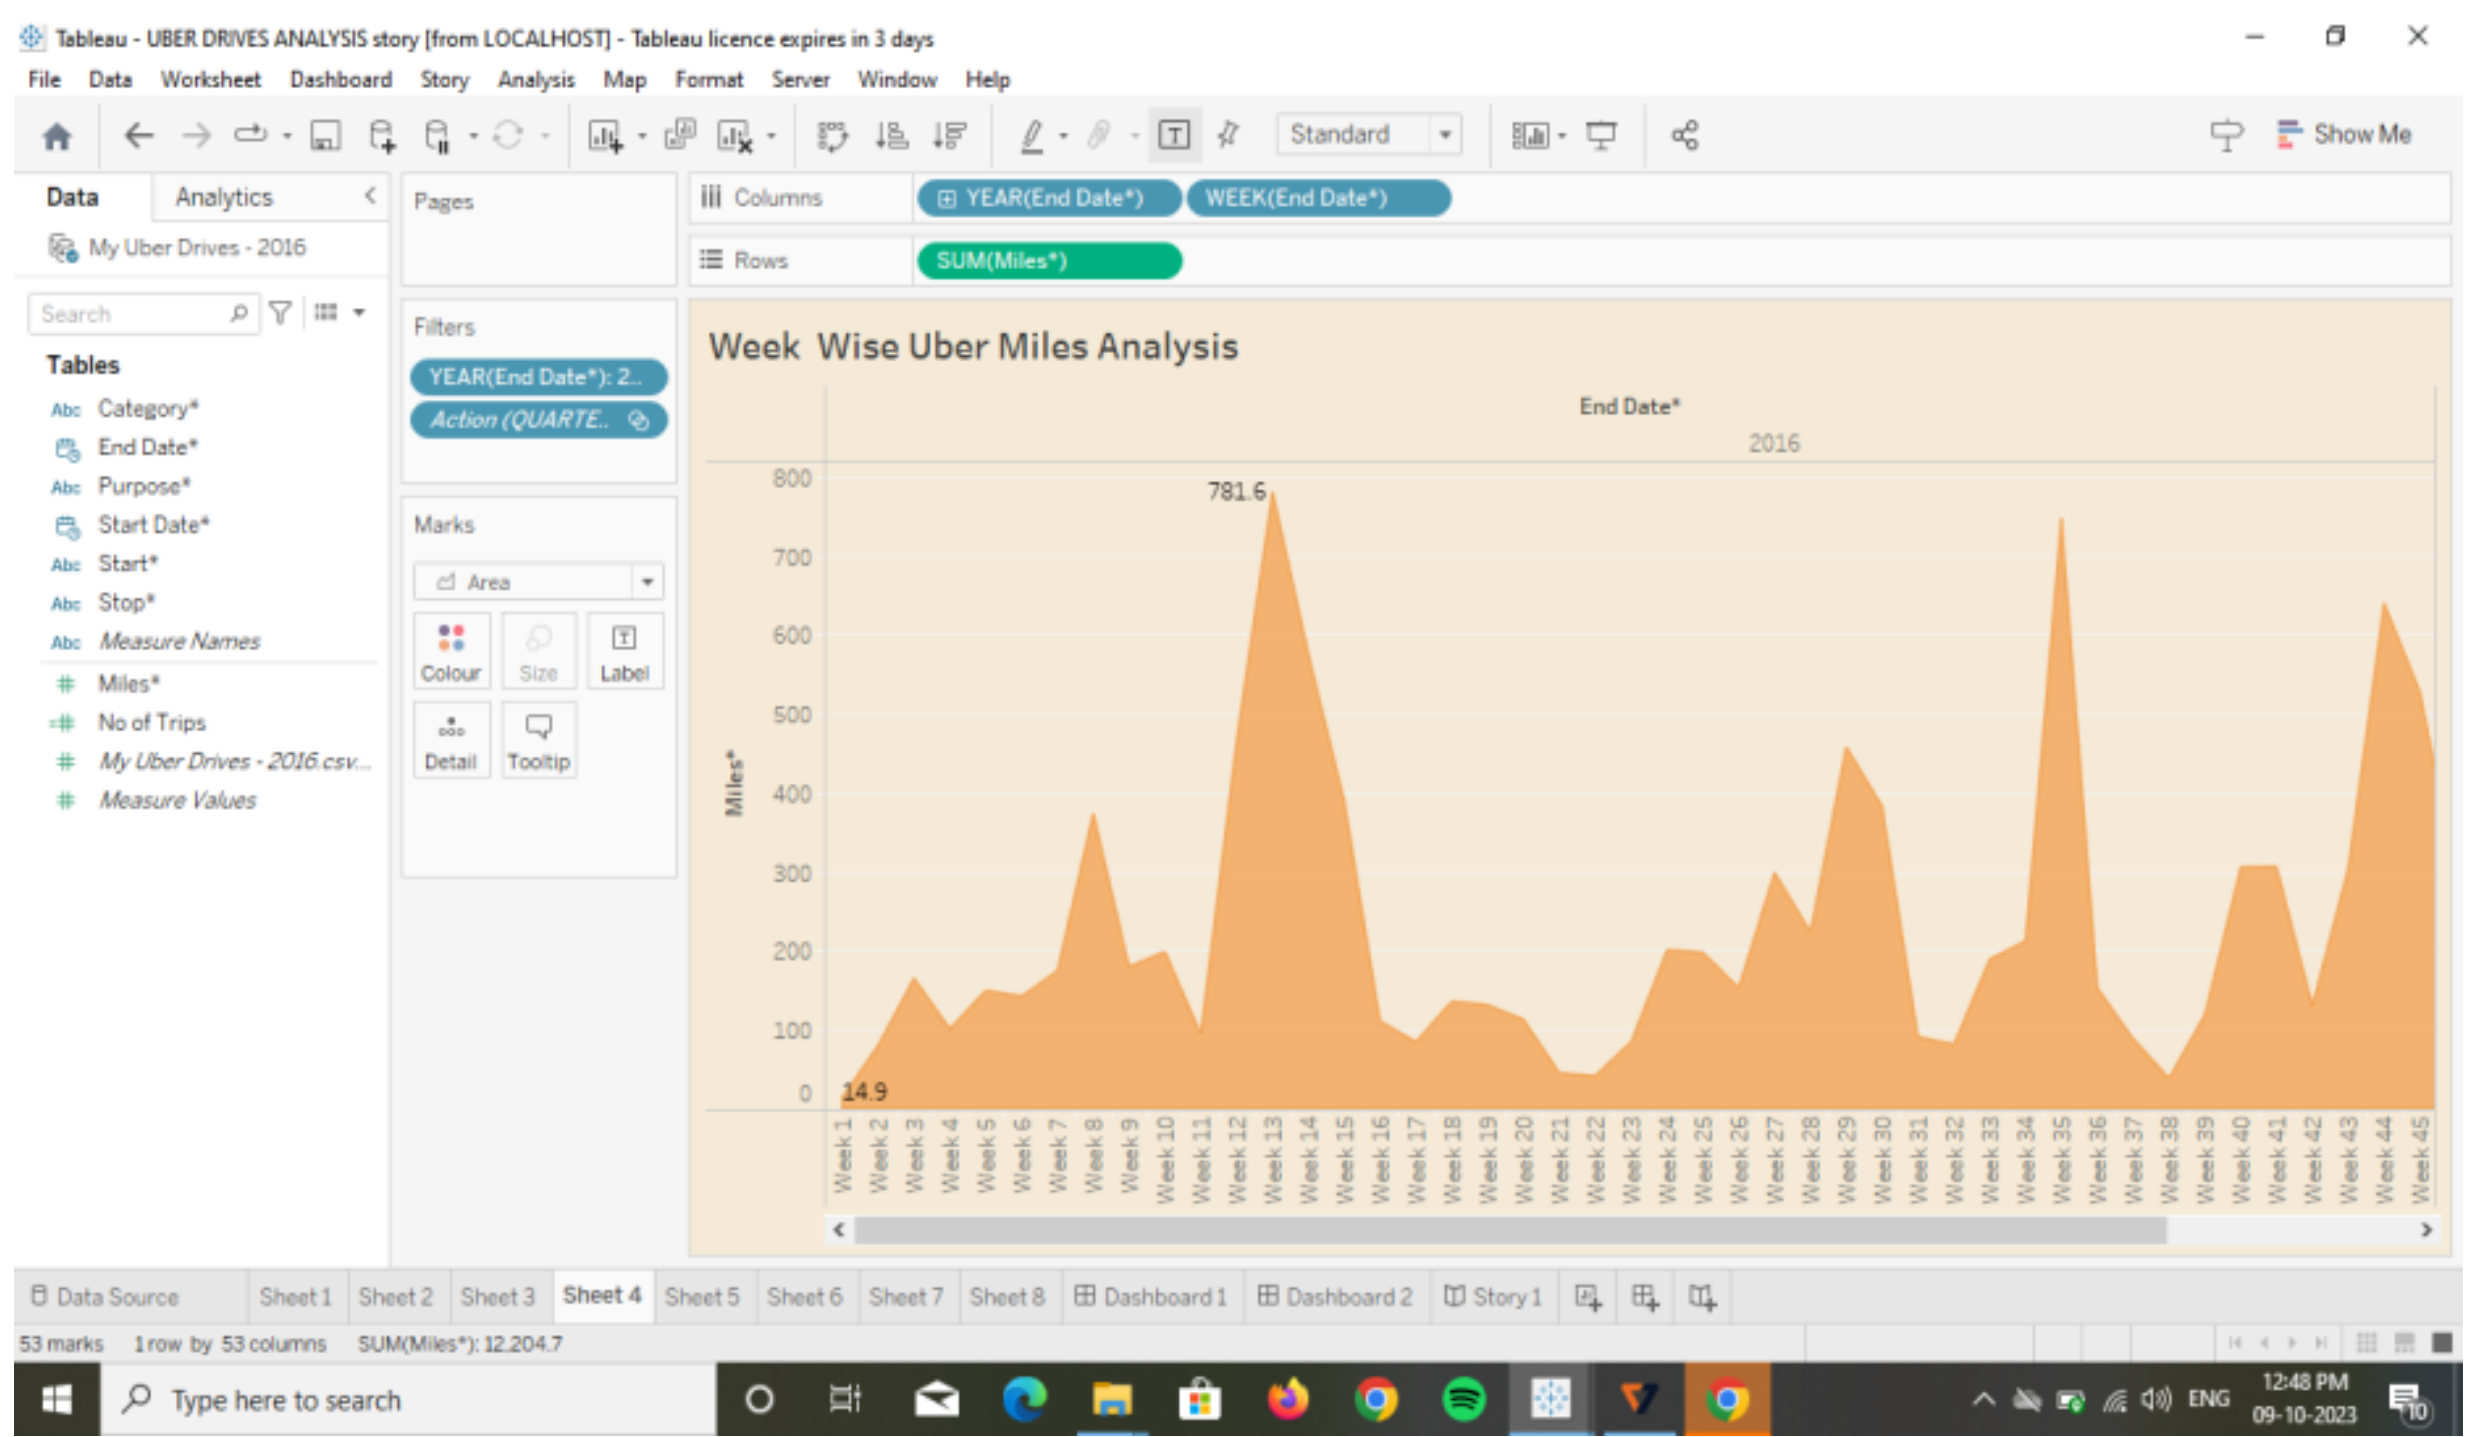 Tableau - UBER DRIVES ANALYSIS story [from LOCALHOST] - Tableau licence expires in 3 days
File Data Worksheet Dashboard Story Analysis Map Format Server Window Help
Standard
Show Me
Data Analytics
My Uber Drives - 2016
Search
Tables
Abc Category*
End Date*
Abc Purpose*
Start Date*
Abc Start*
Abc Stop*
Abc Measure Names
# Miles*
=# No of Trips
# My Uber Drives - 2016.csv...
# Measure Values
Pages
Filters
YEAR(End Date*): 2..
Action (QUARTE..
Marks
Area
Colour Size Label
Detail Tooltip
Columns YEAR(End Date*) WEEK(End Date*)
Rows SUM(Miles*)
Week Wise Uber Miles Analysis
End Date*
2016
Miles*
800
700
600
500
400
300
200
100
0
781.6
14.9
Week 1
Week 2
Week 3
Week 4
Week 5
Week 6
Week 7
Week 8
Week 9
Week 10
Week 11
Week 12
Week 13
Week 14
Week 15
Week 16
Week 17
Week 18
Week 19
Week 20
Week 21
Week 22
Week 23
Week 24
Week 25
Week 26
Week 27
Week 28
Week 29
Week 30
Week 31
Week 32
Week 33
Week 34
Week 35
Week 36
Week 37
Week 38
Week 39
Week 40
Week 41
Week 42
Week 43
Week 44
Week 45
Data Source Sheet 1 Sheet 2 Sheet 3 Sheet 4 Sheet 5 Sheet 6 Sheet 7 Sheet 8 Dashboard 1 Dashboard 2 Story 1
53 marks 1 row by 53 columns SUM(Miles*): 12,204.7
Type here to search
ENG
12:48 PM
09-10-2023
10